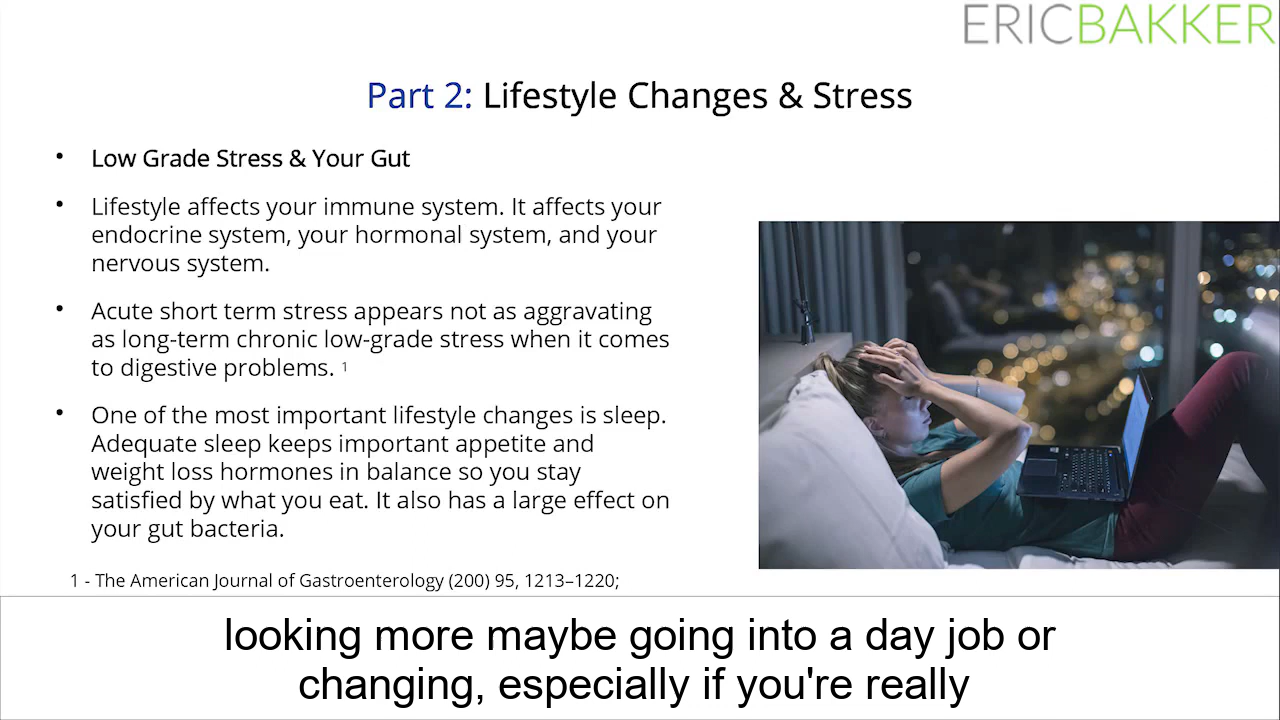 ERICBAKKER
Part 2: Lifestyle Changes & Stress
• Low Grade Stress & Your Gut
• Lifestyle affects your immune system. It affects your
endocrine system, your hormonal system, and your
nervous system.
• Acute short term stress appears not as aggravating
as long-term chronic low-grade stress when it comes
to digestive problems. 1
• One of the most important lifestyle changes is sleep.
Adequate sleep keeps important appetite and
weight loss hormones in balance so you stay
satisfied by what you eat. It also has a large effect on
your gut bacteria.
1 - The American Journal of Gastroenterology (200) 95, 1213–1220;
looking more maybe going into a day job or
changing, especially if you're really